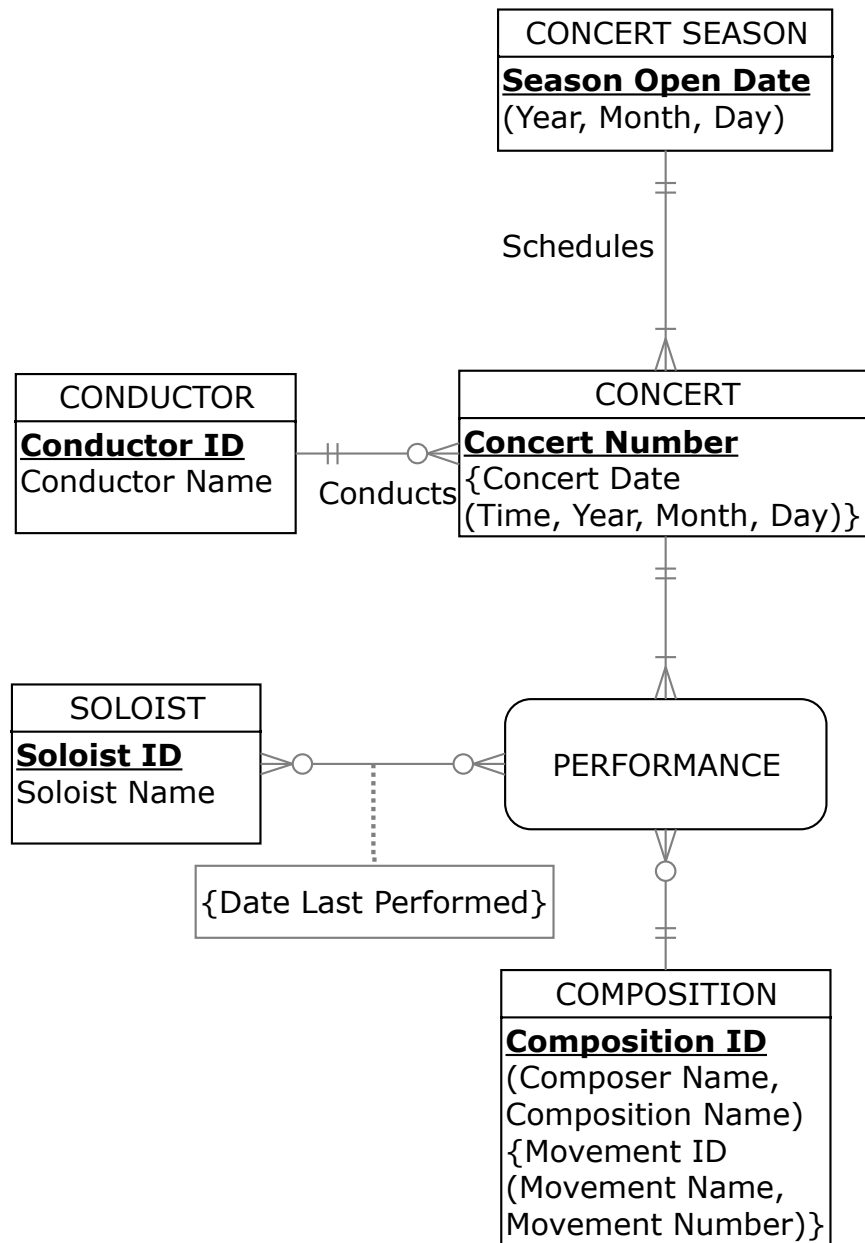 CONCERT SEASON
Season Open Date
(Year, Month, Day)
Schedules
CONDUCTOR
Conductor ID
Conductor Name
Conducts
CONCERT
Concert Number
{Concert Date
(Time, Year, Month, Day)}
SOLOIST
Soloist ID
Soloist Name
PERFORMANCE
{Date Last Performed}
COMPOSITION
Composition ID
(Composer Name,
Composition Name)
{Movement ID
(Movement Name,
Movement Number)}